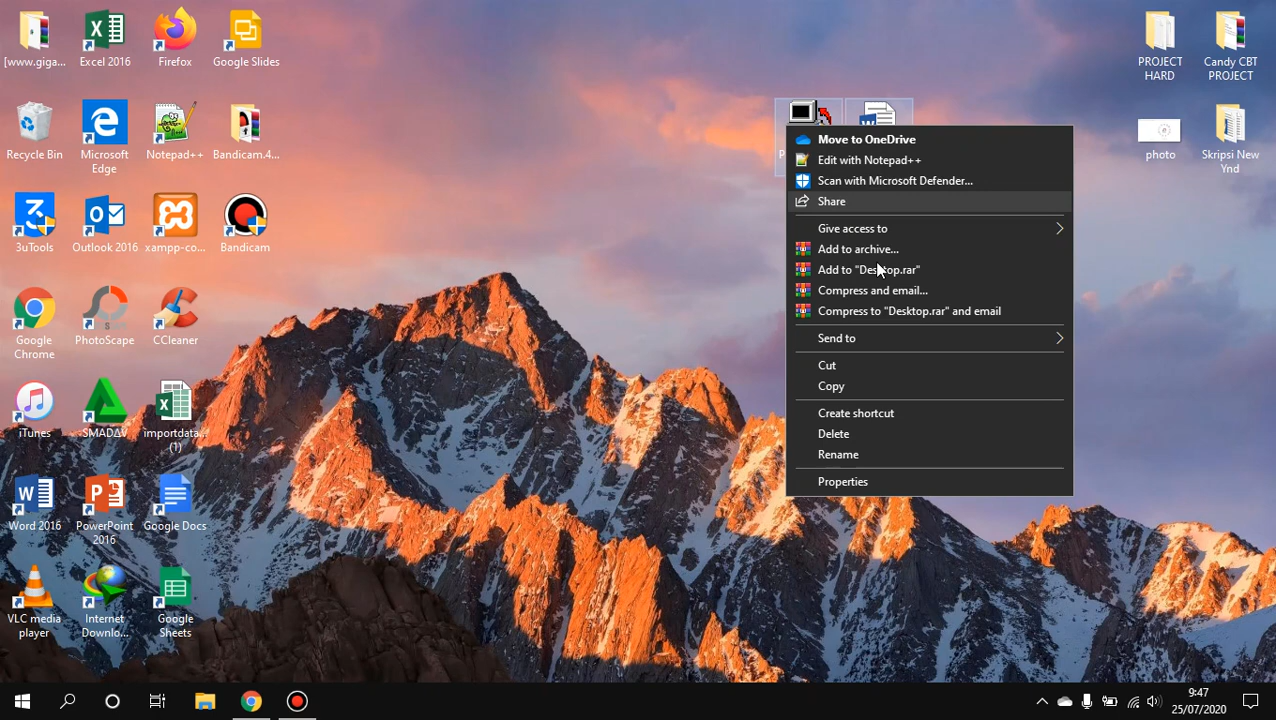 [www.giga...
Excel 2016
Firefox
Google Slides
Recycle Bin
Microsoft
Edge
Notepad++
Bandicam.4...
3uTools
Outlook 2016
xampp-co...
Bandicam
Google
Chrome
PhotoScape
CCleaner
iTunes
SMADΔV
importdata...
(1)
Word 2016
PowerPoint
2016
Google Docs
VLC media
player
Internet
Downlo...
Google
Sheets
Move to OneDrive
Edit with Notepad++
Scan with Microsoft Defender...
Share
Give access to
Add to archive...
Add to "Desktop.rar"
Compress and email...
Compress to "Desktop.rar" and email
Send to
Cut
Copy
Create shortcut
Delete
Rename
Properties
PROJECT
HARD
Candy CBT
PROJECT
photo
Skripsi New
Ynd
9:47
25/07/2020